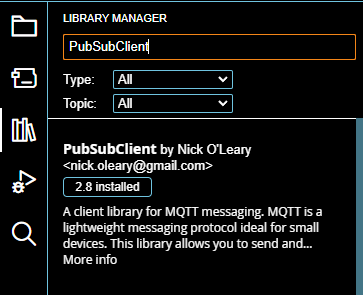 LIBRARY MANAGER
PubSubClient
Type: All
Topic: All
PubSubClient by Nick O'Leary
<nick.oleary@gmail.com>
2.8 installed
A client library for MQTT messaging. MQTT is a
lightweight messaging protocol ideal for small
devices. This library allows you to send and...
More info